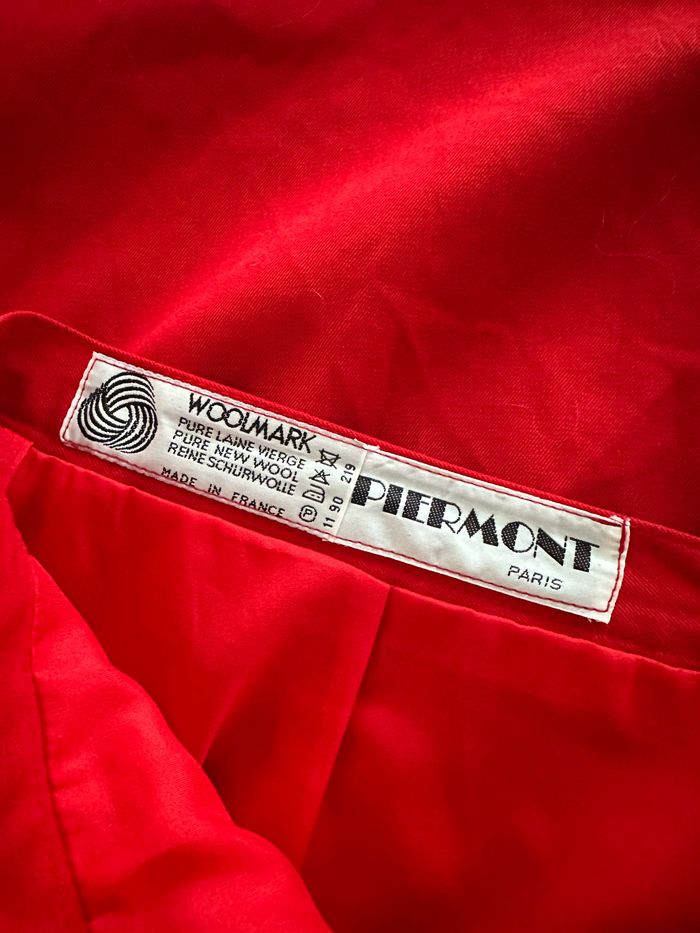 WOOLMARK
PURE LAINE VIERGE
PURE NEW WOOL
REINE SCHURWOLLE
MADE IN FRANCE
P
11 90 219
PIERMONT
PARIS